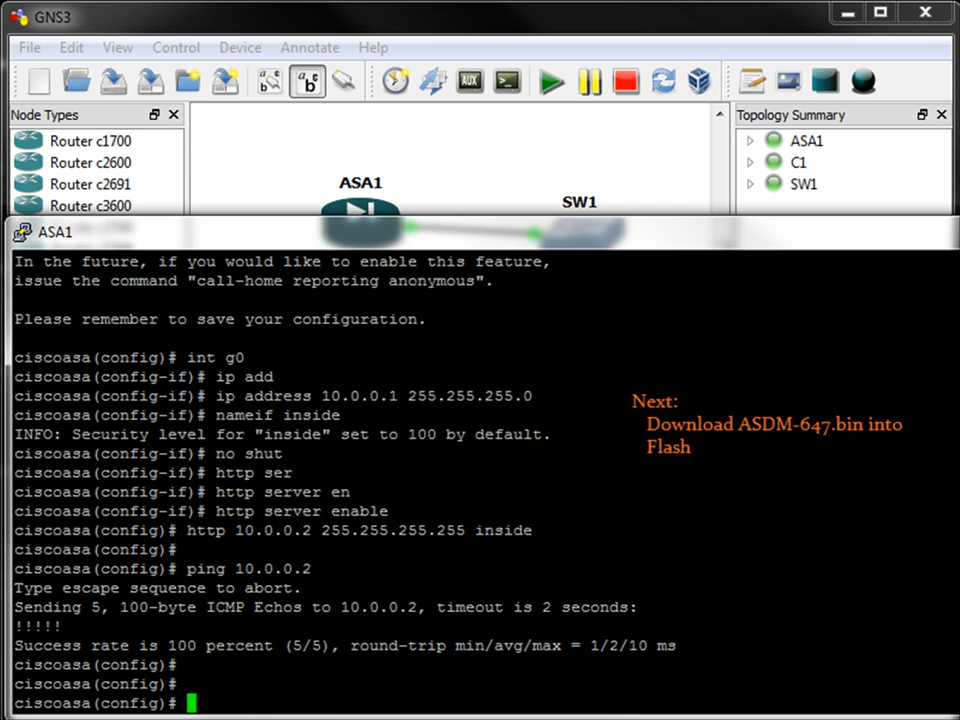 GNS3
File Edit View Control Device Annotate Help
AUX
Node Types
Router c1700
Router c2600
Router c2691
Router c3600
ASA1
SW1
Topology Summary
ASA1
C1
SW1
ASA1
In the future, if you would like to enable this feature,
issue the command "call-home reporting anonymous".
Please remember to save your configuration.
ciscoasa(config)# int g0
ciscoasa(config-if)# ip add
ciscoasa(config-if)# ip address 10.0.0.1 255.255.255.0
ciscoasa(config-if)# nameif inside
INFO: Security level for "inside" set to 100 by default.
ciscoasa(config-if)# no shut
ciscoasa(config-if)# http ser
ciscoasa(config-if)# http server en
ciscoasa(config-if)# http server enable
ciscoasa(config)# http 10.0.0.2 255.255.255.255 inside
ciscoasa(config)#
ciscoasa(config)# ping 10.0.0.2
Type escape sequence to abort.
Sending 5, 100-byte ICMP Echos to 10.0.0.2, timeout is 2 seconds:
!!!!!
Success rate is 100 percent (5/5), round-trip min/avg/max = 1/2/10 ms
ciscoasa(config)#
ciscoasa(config)#
ciscoasa(config)#
Next:
Download ASDM-647.bin into
Flash